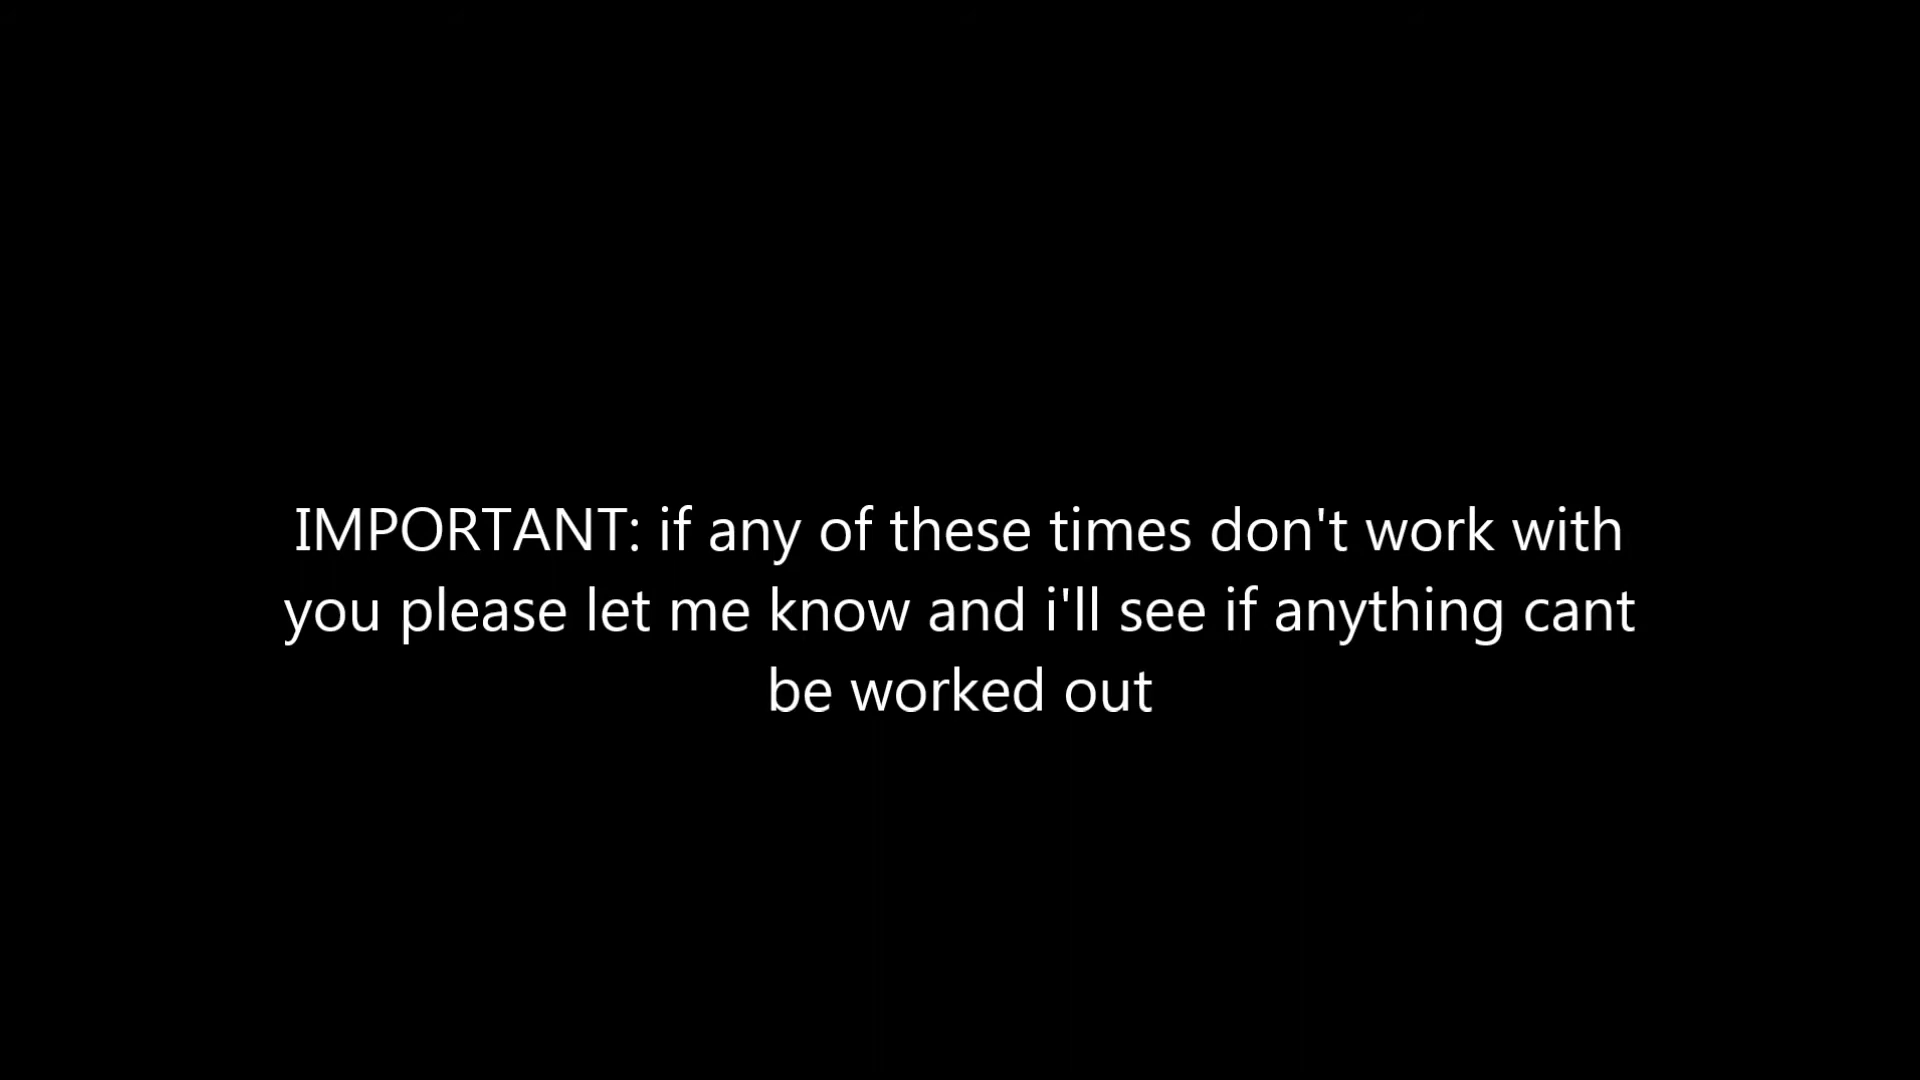 IMPORTANT: if any of these times don't work with
you please let me know and i'll see if anything cant
be worked out